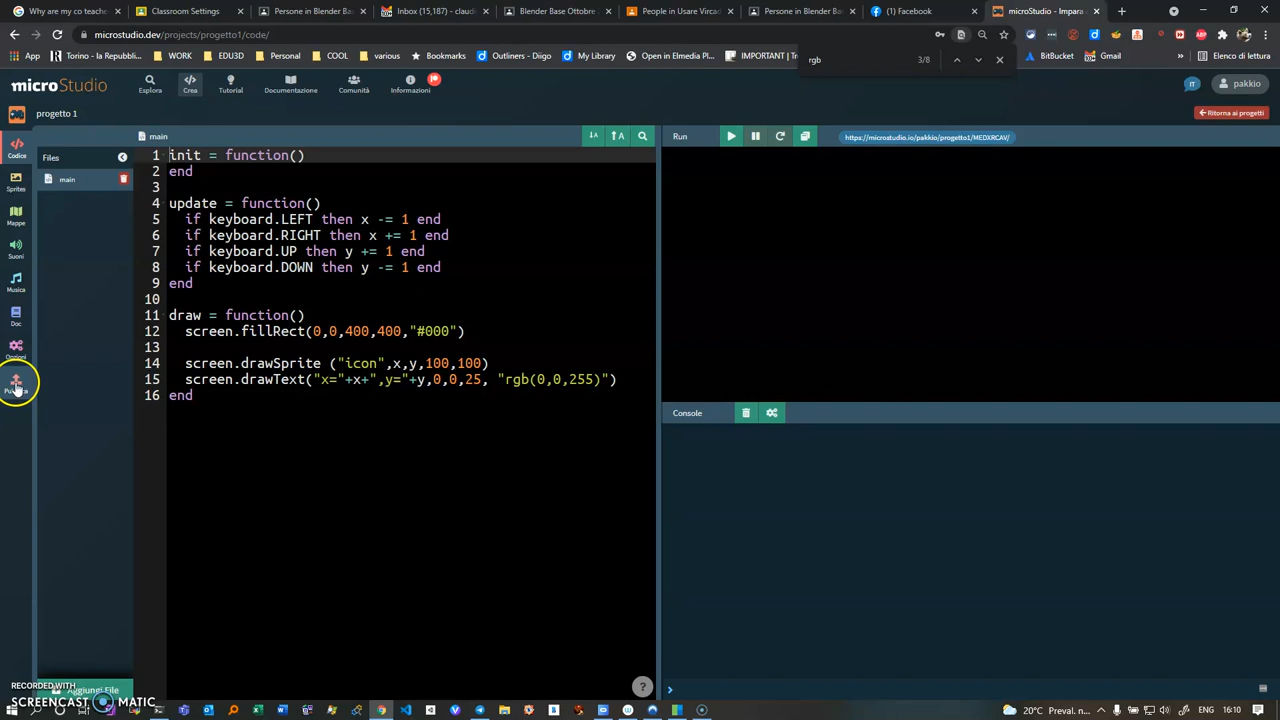 Why are my co teache
Classroom Settings
Persone in Blender Base
Inbox (15,187) - claud
Blender Base Ottobre
People in Usare Virca
Persone in Blender Ba
(1) Facebook
microStudio - Impara
microstudio.dev/projects/progetto1/code/
App
Torino - la Repubbli...
WORK
EDU3D
Personal
COOL
various
Bookmarks
Outliners - Diigo
My Library
Open in Elmedia Pl...
IMPORTANT | T
BitBucket
Gmail
»
Elenco di lettura
rgb
3/8
microStudio
Esplora
Crea
Tutorial
Documentazione
Comunità
Informazioni
IT
pakkio
progetto 1
Ritorna ai progetti
Codice
Sprites
Mappe
Suoni
Musica
Doc
Opzioni
Files
main
main
1 init = function()
2 end
3
4 update = function()
5 if keyboard.LEFT then x -= 1 end
6 if keyboard.RIGHT then x += 1 end
7 if keyboard.UP then y += 1 end
8 if keyboard.DOWN then y -= 1 end
9 end
10
11 draw = function()
12 screen.fillRect(0,0,400,400,"#000")
13
14 screen.drawSprite ("icon",x,y,100,100)
15 screen.drawText("x="+x+",y="+y,0,0,25, "rgb(0,0,255)")
16 end
Run
https://microstudio.io/pakkio/progetto1/MEDXRCAV/
Console
Aggiungi File
RECORDED WITH
SCREENCAST MATIC
20°C Preval. n...
16:10